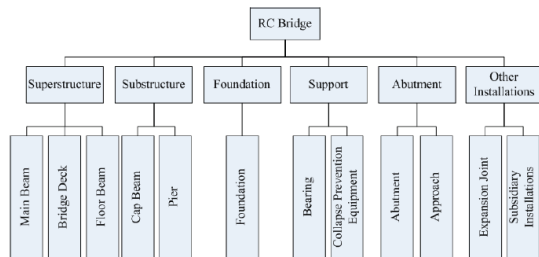 RC Bridge
Superstructure
Substructure
Foundation
Support
Abutment
Other
Installations
Main Beam
Bridge Deck
Floor Beam
Cap Beam
Pier
Foundation
Bearing
Collapse Prevention
Equipment
Abutment
Approach
Expansion Joint
Subsidiary
Installations